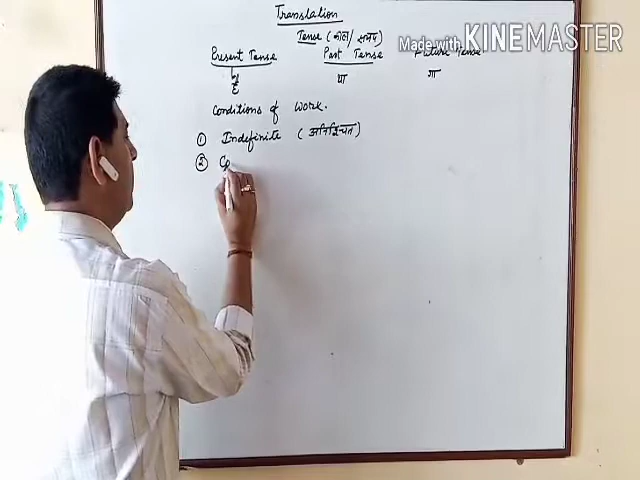 Translation
Tense (काल/समय)
Made with KINEMASTER
Present Tense Past Tense Future Tense
है था गा
Conditions of Work.
① Indefinite (अनिश्चित)
② Co